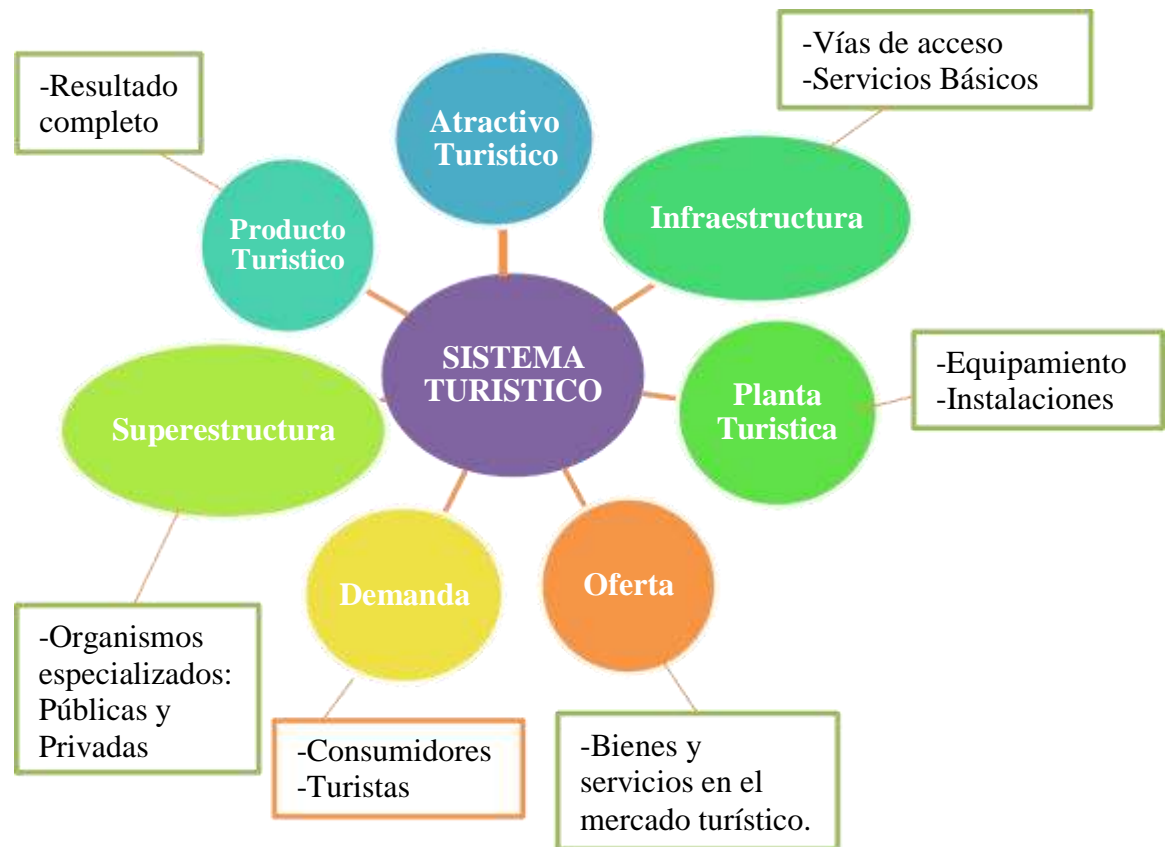 -Resultado
completo
Atractivo
Turistico
-Vías de acceso
-Servicios Básicos
Producto
Turistico
Infraestructura
SISTEMA
TURISTICO
Superestructura
Planta
Turistica
-Equipamiento
-Instalaciones
Demanda
Oferta
-Organismos
especializados:
Públicas y
Privadas
-Consumidores
-Turistas
-Bienes y
servicios en el
mercado turístico.